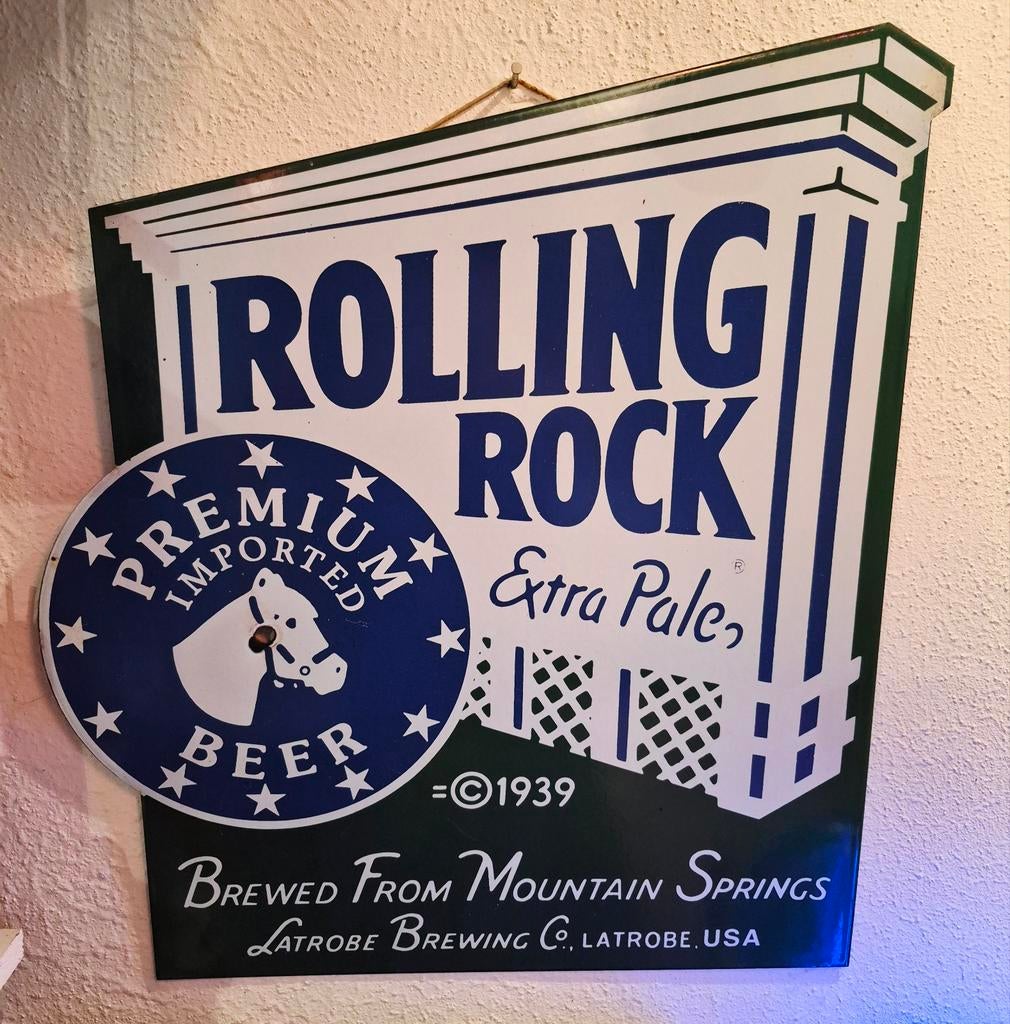 ROLLING
ROCK
®
Extra Pale,
PREMIUM
IMPORTED
BEER
=©1939
BREWED FROM MOUNTAIN SPRINGS
LATROBE BREWING Co., LATROBE, USA